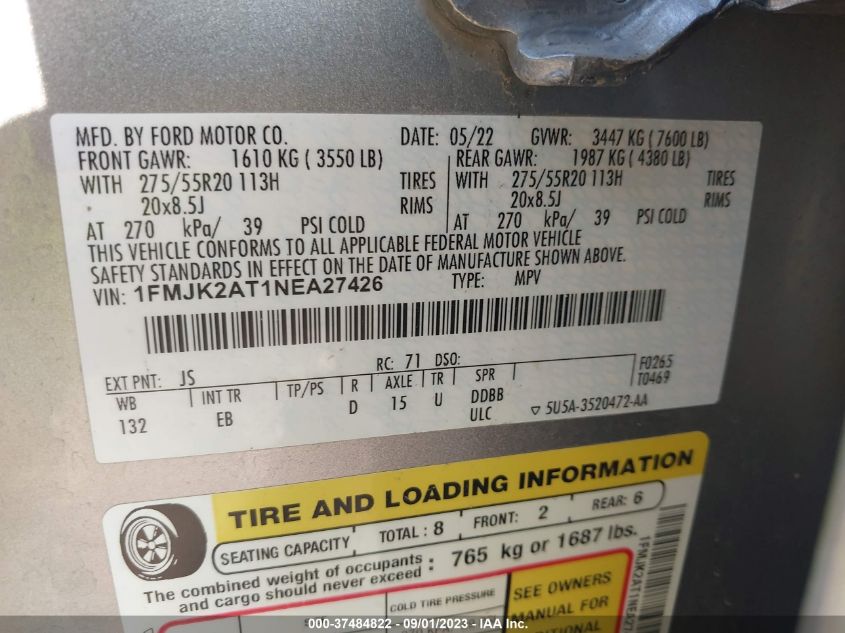 MFD. BY FORD MOTOR CO. DATE: 05/22 GVWR: 3447 KG (7600 LB)
FRONT GAWR: 1610 KG (3550 LB) REAR GAWR: 1987 KG (4380 LB)
WITH 275/55R20 113H TIRES WITH 275/55R20 113H TIRES
20x8.5J RIMS 20x8.5J RIMS
AT 270 kPa/ 39 PSI COLD AT 270 kPa/ 39 PSI COLD
THIS VEHICLE CONFORMS TO ALL APPLICABLE FEDERAL MOTOR VEHICLE
SAFETY STANDARDS IN EFFECT ON THE DATE OF MANUFACTURE SHOWN ABOVE.
VIN: 1FMJK2AT1NEA27426 TYPE: MPV
EXT PNT: JS RC: 71 DSO: F0265
WB INT TR TP/PS R AXLE TR SPR T0469
132 EB D 15 U DDBB
ULC ▽ 5U5A-3520472-AA
TIRE AND LOADING INFORMATION
SEATING CAPACITY TOTAL: 8 FRONT: 2 REAR: 6
The combined weight of occupants
and cargo should never exceed : 765 kg or 1687 lbs.
COLD TIRE PRESSURE
SEE OWNERS
MANUAL FOR
000-37484822 - 09/01/2023 - IAA Inc.